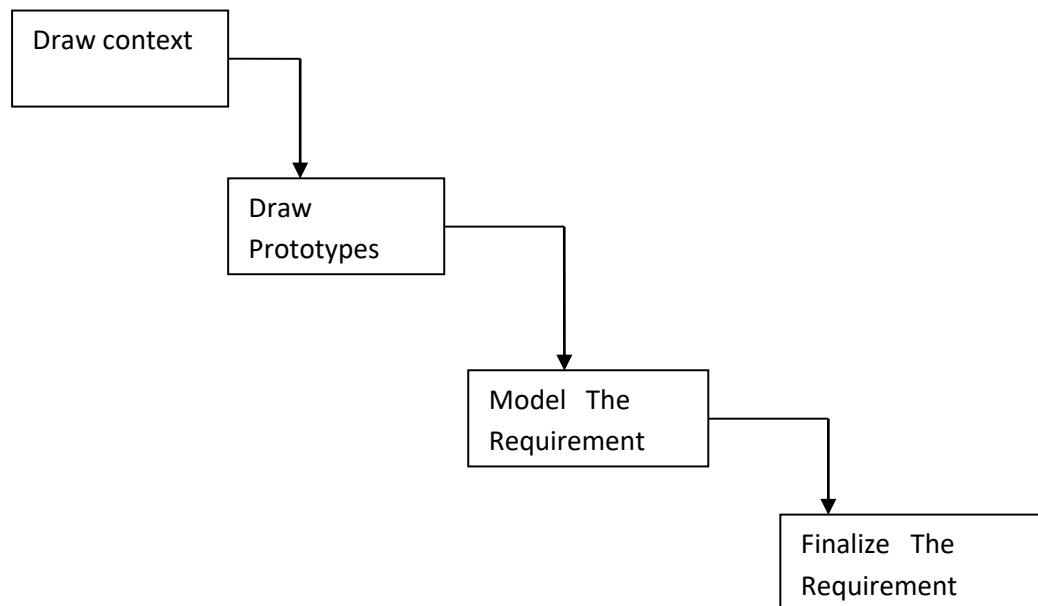 Draw context
Draw
Prototypes
Model The
Requirement
Finalize The
Requirement